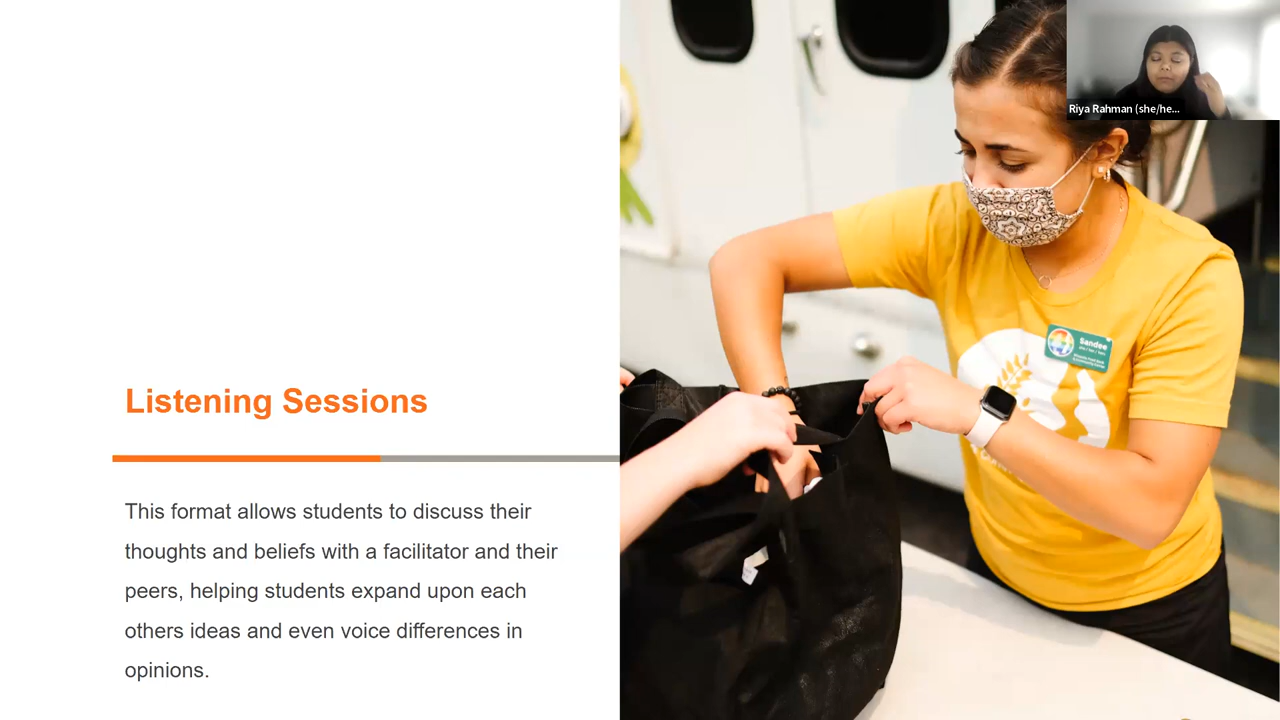 Riya Rahman (she/he...
Sandee
Listening Sessions
This format allows students to discuss their
thoughts and beliefs with a facilitator and their
peers, helping students expand upon each
others ideas and even voice differences in
opinions.